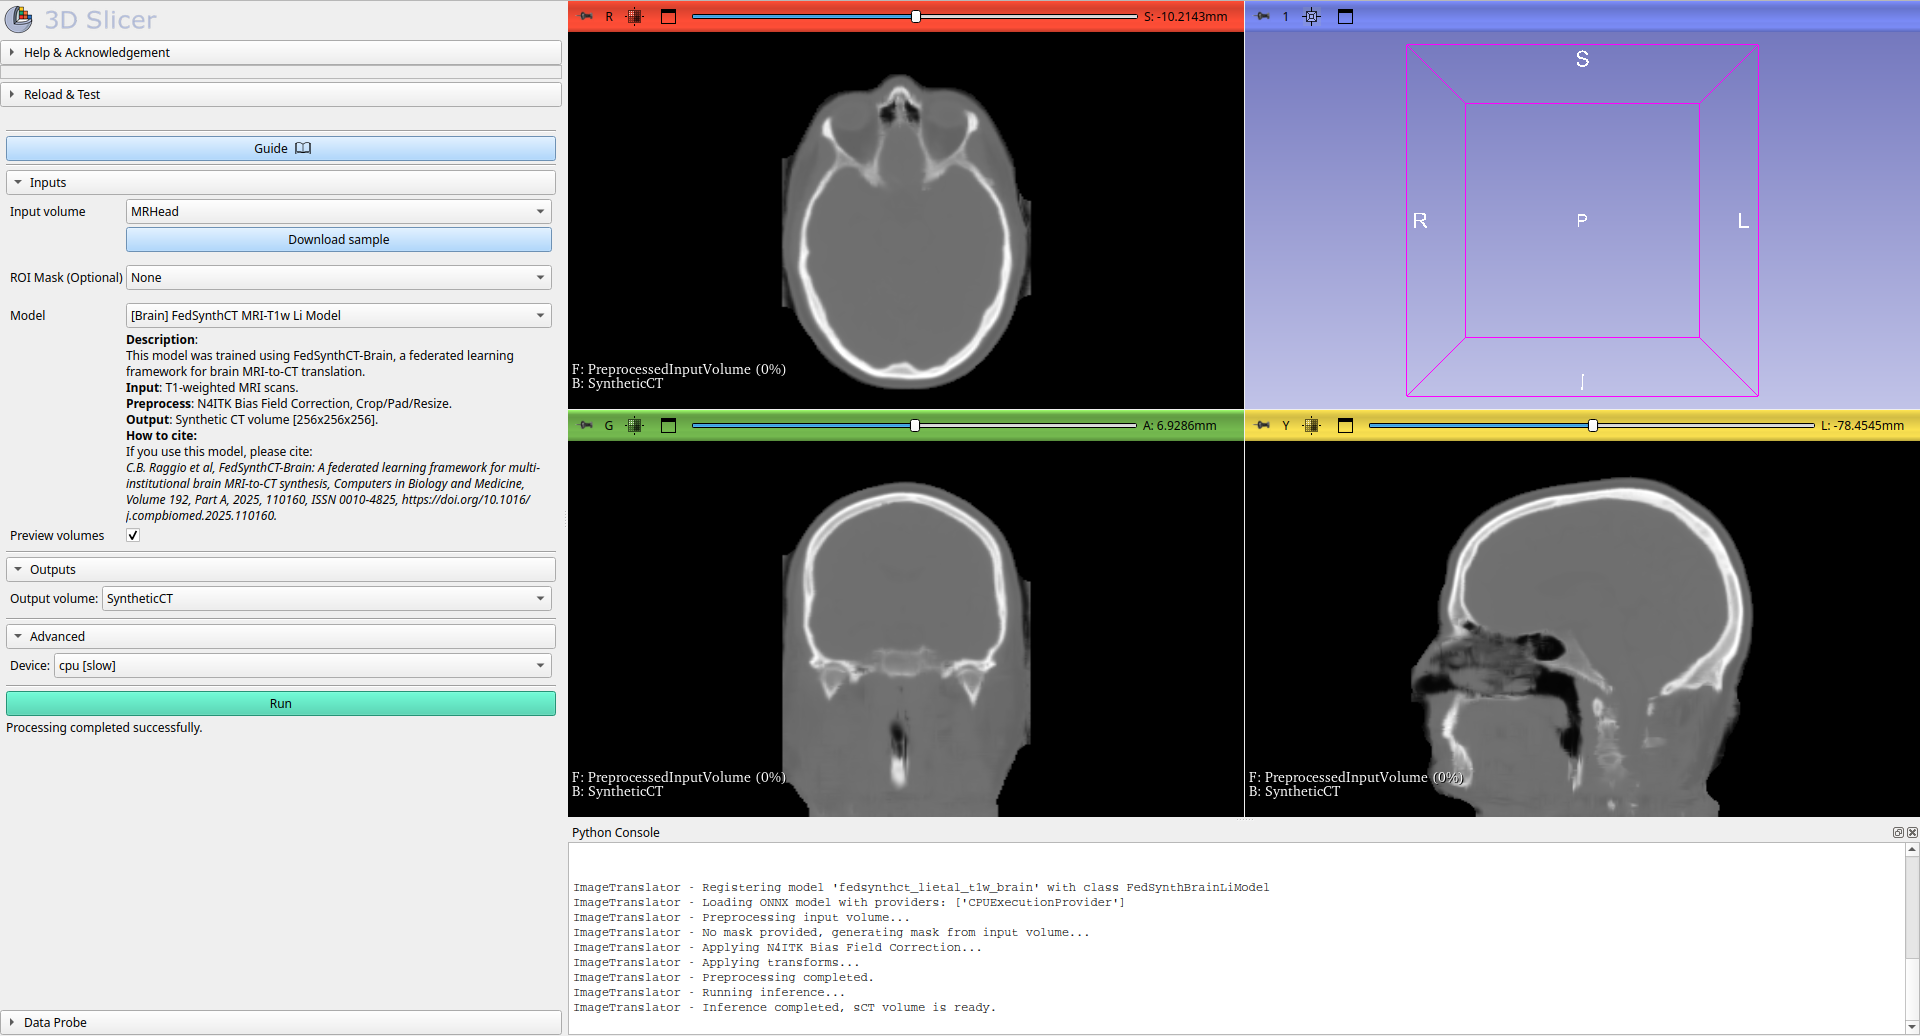 3D Slicer
Help & Acknowledgement
Reload & Test
Guide
Inputs
Input volume
MRHead
Download sample
ROI Mask (Optional)
None
Model
[Brain] FedSynthCT MRI-T1w Li Model
Description:
This model was trained using FedSynthCT-Brain, a federated learning
framework for brain MRI-to-CT translation.
Input: T1-weighted MRI scans.
Preprocess: N4ITK Bias Field Correction, Crop/Pad/Resize.
Output: Synthetic CT volume [256x256x256].
How to cite:
If you use this model, please cite:
C.B. Raggio et al, FedSynthCT-Brain: A federated learning framework for multi-
institutional brain MRI-to-CT synthesis, Computers in Biology and Medicine,
Volume 192, Part A, 2025, 110160, ISSN 0010-4825, https://doi.org/10.1016/
j.compbiomed.2025.110160.
Preview volumes
Outputs
Output volume:
SyntheticCT
Advanced
Device:
cpu [slow]
Run
Processing completed successfully.
Data Probe
R
S: -10.2143mm
F: PreprocessedInputVolume (0%)
B: SyntheticCT
1
S
R
P
L
I
G
A: 6.9286mm
F: PreprocessedInputVolume (0%)
B: SyntheticCT
Y
L: -78.4545mm
F: PreprocessedInputVolume (0%)
B: SyntheticCT
Python Console
ImageTranslator - Registering model 'fedsynthct_lietal_t1w_brain' with class FedSynthBrainLiModel
ImageTranslator - Loading ONNX model with providers: ['CPUExecutionProvider']
ImageTranslator - Preprocessing input volume...
ImageTranslator - No mask provided, generating mask from input volume...
ImageTranslator - Applying N4ITK Bias Field Correction...
ImageTranslator - Applying transforms...
ImageTranslator - Preprocessing completed.
ImageTranslator - Running inference...
ImageTranslator - Inference completed, sCT volume is ready.